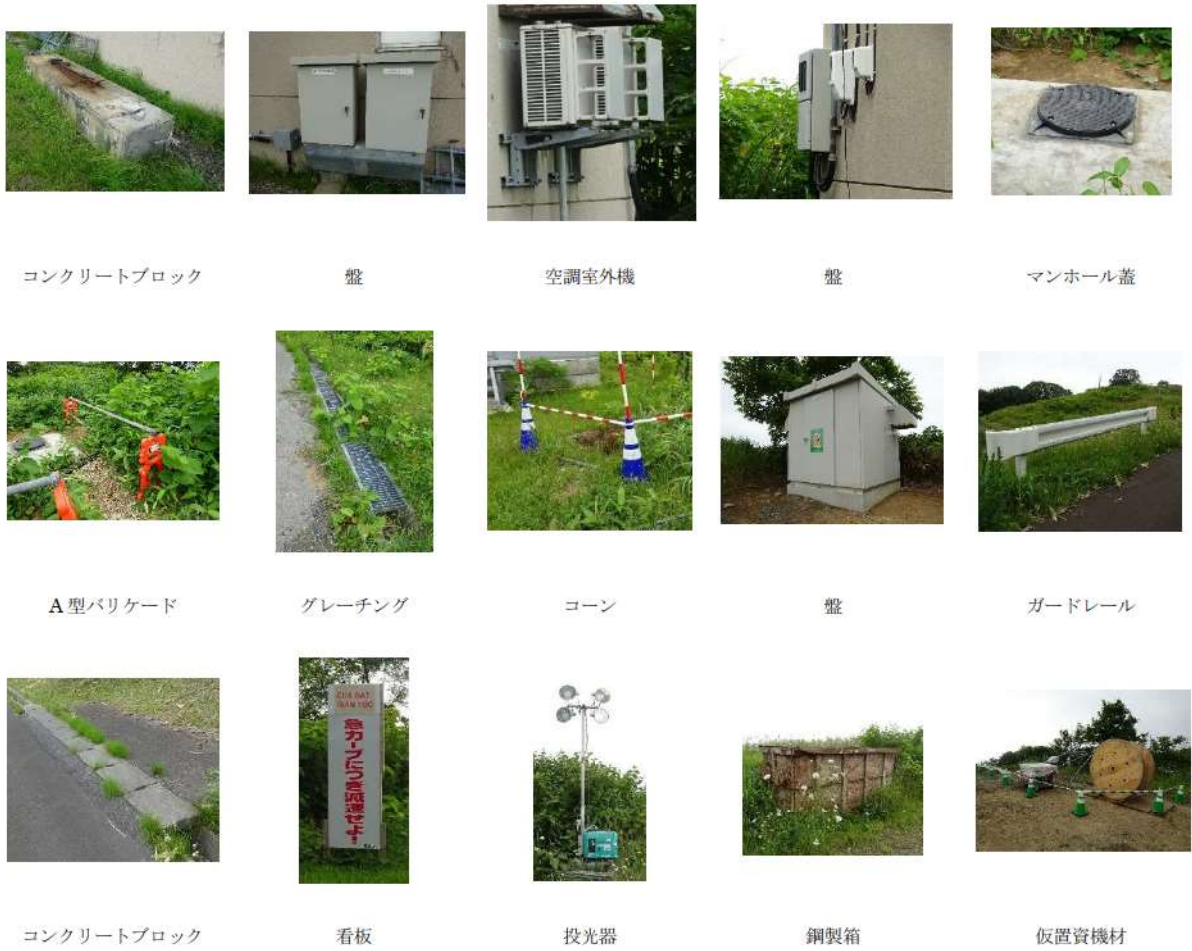 コンクリートブロック
盤
空調室外機
盤
マンホール蓋
A型バリケード
グレーチング
コーン
盤
ガードレール
CUA GAT
GIAM TOC
急カーブにつき減速せよ!
コンクリートブロック
看板
投光器
鋼製箱
仮置資機材